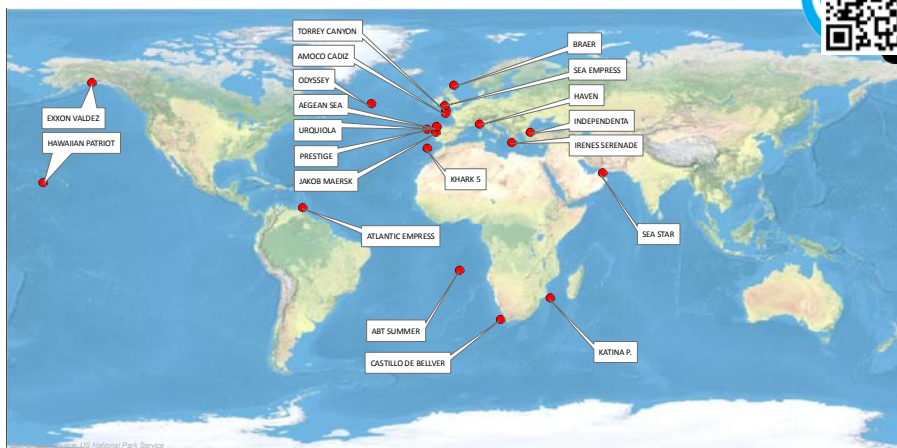 TORREY CANYON
AMOCO CADIZ
ODYSSEY
AEGEAN SEA
URQUIOLA
PRESTIGE
JAKOB MAERSK
BRAER
SEA EMPRESS
HAVEN
INDEPENDENTA
IRENES SERENADE
EXXON VALDEZ
HAWAIIAN PATRIOT
KHARK 5
SEA STAR
ATLANTIC EMPRESS
ABT SUMMER
CASTILLO DE BELLVER
KATINA P.
US National Park Service